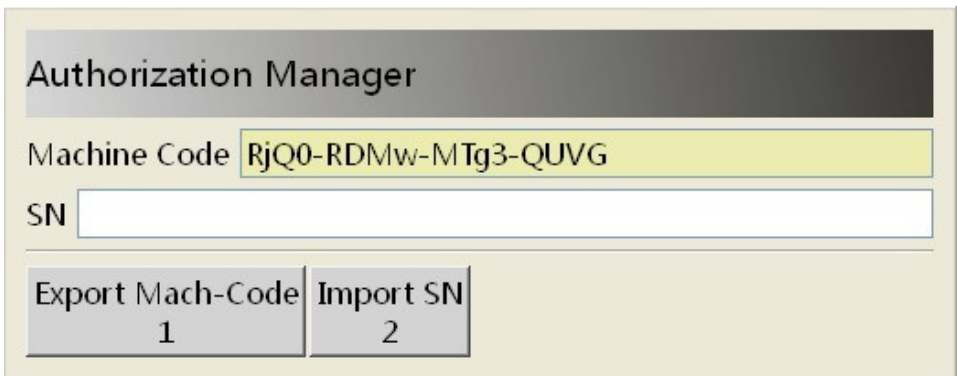 Authorization Manager
Machine Code RjQ0-RDMw-MTg3-QUVG
SN
Export Mach-Code Import SN
1 2